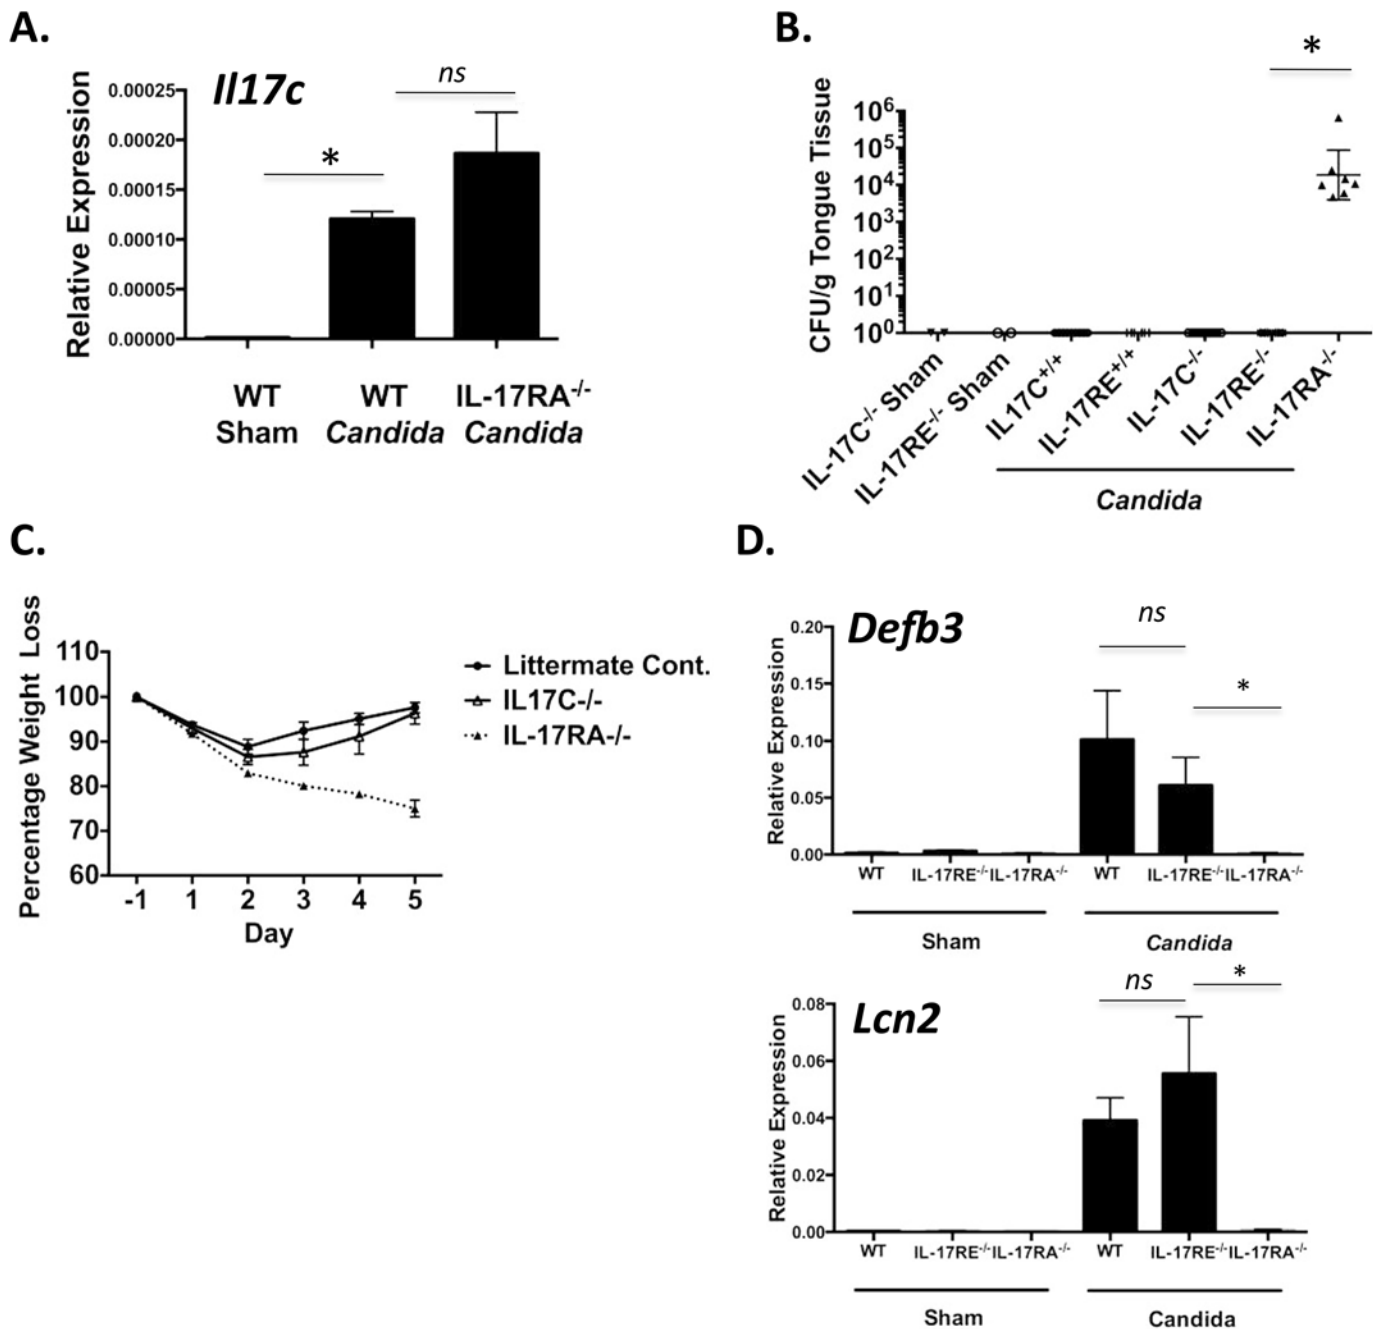 A.
Il17c
ns
*
Relative Expression
0.00025
0.00020
0.00015
0.00010
0.00005
0.00000
WT
Sham
WT
Candida
IL-17RA-/-
Candida
B.
*
CFU/g Tongue Tissue
10^6
10^5
10^4
10^3
10^2
10^1
10^0
IL-17C-/- Sham
IL-17RE-/- Sham
IL17C+/+
IL-17RE+/+
IL-17C-/-
IL-17RE-/-
IL-17RA-/-
Candida
C.
Percentage Weight Loss
110
100
90
80
70
60
-1 1 2 3 4 5
Day
Littermate Cont.
IL17C-/-
IL-17RA-/-
D.
Defb3
ns
*
Relative Expression
0.20
0.15
0.10
0.05
0.00
WT IL-17RE-/- IL-17RA-/- WT IL-17RE-/- IL-17RA-/-
Sham Candida
Lcn2
ns
*
Relative Expression
0.08
0.06
0.04
0.02
0.00
WT IL-17RE-/- IL-17RA-/- WT IL-17RE-/- IL-17RA-/-
Sham Candida